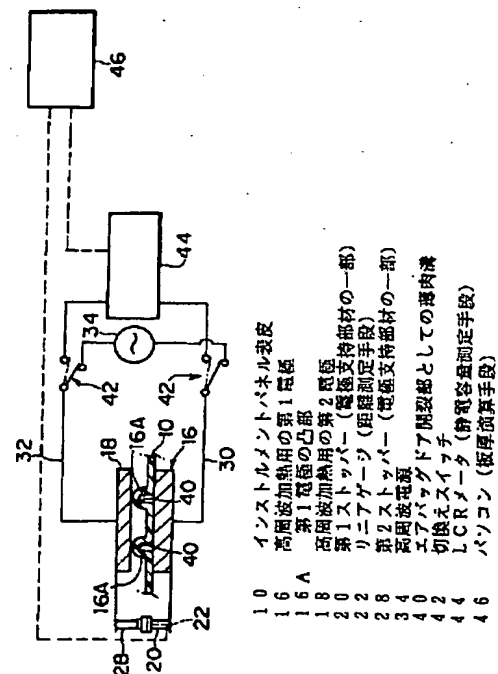 46
44
34
42
42
32
30
18
16A
10
16
40
40
16A
28
20
22
10 インストルメントパネル表皮
16 高周波加熱用の第1電極
16A 第1電極の凸部
18 高周波加熱用の第2電極
20 第1ストッパー(電極支持部材の一部)
22 リニアゲージ(距離測定手段)
28 第2ストッパー(電極支持部材の一部)
34 高周波電源
40 エアバッグドア開裂部としての薄肉溝
42 切換えスイッチ
44 LCRメータ(静電容量測定手段)
46 パソコン(板厚演算手段)